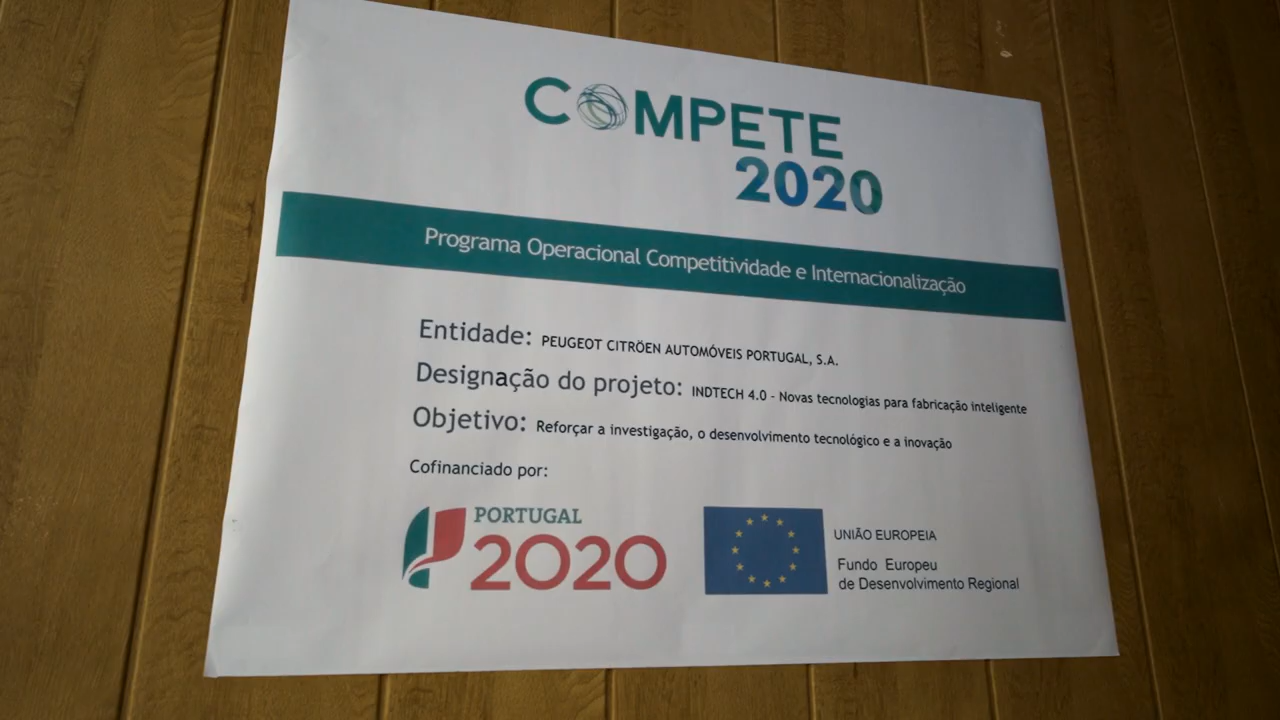 COMPETE
2020
Programa Operacional Competitividade e Internacionalização
Entidade: PEUGEOT CITRÖEN AUTOMÓVEIS PORTUGAL, S.A.
Designação do projeto: INDTECH 4.0 - Novas tecnologias para fabricação inteligente
Objetivo: Reforçar a investigação, o desenvolvimento tecnológico e a inovação
Cofinanciado por:
PORTUGAL
2020
UNIÃO EUROPEIA
Fundo Europeu
de Desenvolvimento Regional